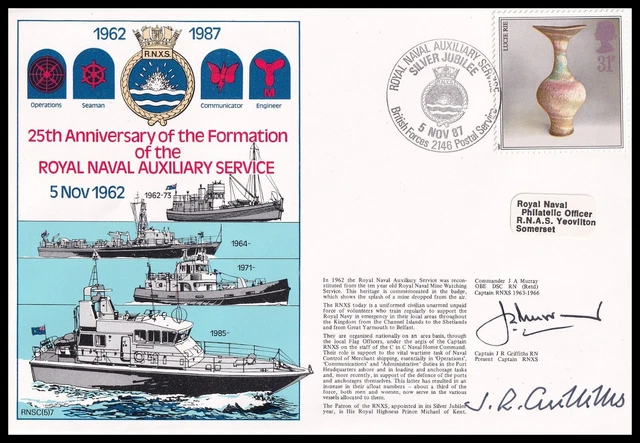 1962 1987
R.N.X.S.
Operations Seaman Communicator Engineer
M
25th Anniversary of the Formation
of the
ROYAL NAVAL AUXILIARY SERVICE
5 Nov 1962
1962-73
1964-
1971-
1985-
RNSC(5)7
ROYAL NAVAL AUXILIARY SERVICE
SILVER JUBILEE
5 NOV 87
British Forces 2146 Postal Service
LUCIE RIE
31P
Royal Naval
Philatelic Officer
R.N.A.S. Yeovilton
Somerset
In 1962 the Royal Naval Auxiliary Service was recon-
stituted from the ten year old Royal Naval Mine Watching
Service. This heritage is commemorated in the badge,
which shows the splash of a mine dropped from the air.
The RNXS today is a uniformed civilian unarmed unpaid
force of volunteers who train regularly to support the
Royal Navy in emergency in their local areas throughout
the Kingdom from the Channel Islands to the Shetlands
and from Great Yarmouth to Belfast.
They are organised nationally on an area basis, through
the local Flag Officers, under the aegis of the Captain
RNXS on the staff of the C in C Naval Home Command.
Their role is to support the vital wartime task of Naval
Control of Merchant shipping, essentially in 'Operations',
'Communications' and 'Administrative' duties in the Port
Headquarters ashore and in loading and anchorage tasks
and, more recently, in support of the defence of the ports
and anchorages themselves. This latter has resulted in an
increase in their afloat numbers – about a third of the
force, both men and women, now serve in the various
vessels allocated to them.
The Patron of the RNXS, appointed in its Silver Jubilee
year, is His Royal Highness Prince Michael of Kent.
Commander J A Murray
OBE DSC RN (Retd)
Captain RNXS 1963-1966
Captain J R Griffiths RN
Present Captain RNXS
J. R. Griffiths